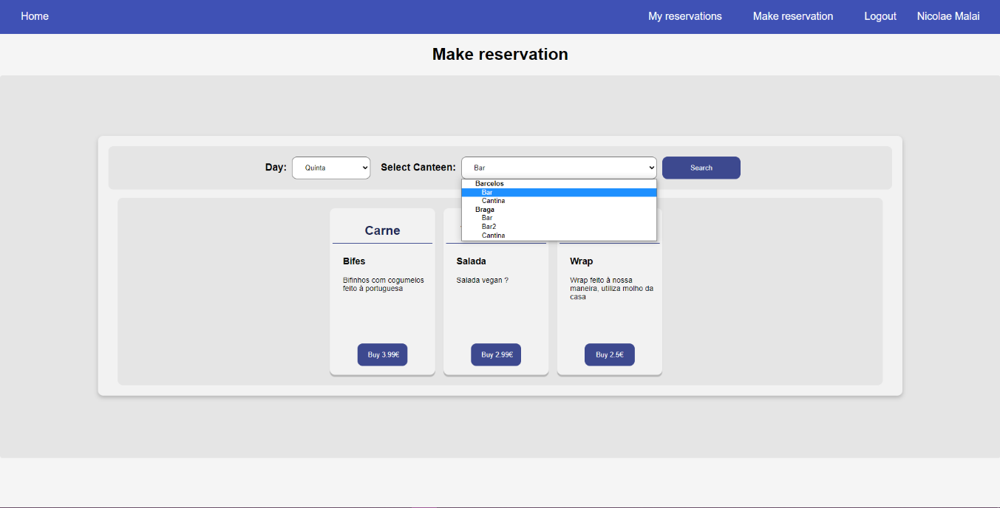 Home
My reservations
Make reservation
Logout
Nicolae Malai
Make reservation
Day:
Quinta
Select Canteen:
Bar
Search
Barcelos
Bar
Cantina
Braga
Bar
Bar2
Cantina
Carne
Bifes
Bifinhos com cogumelos
feito à portuguesa
Buy 3.99€
Salada
Salada vegan ?
Buy 2.99€
Wrap
Wrap feito à nossa
maneira, utiliza molho da
casa
Buy 2.5€